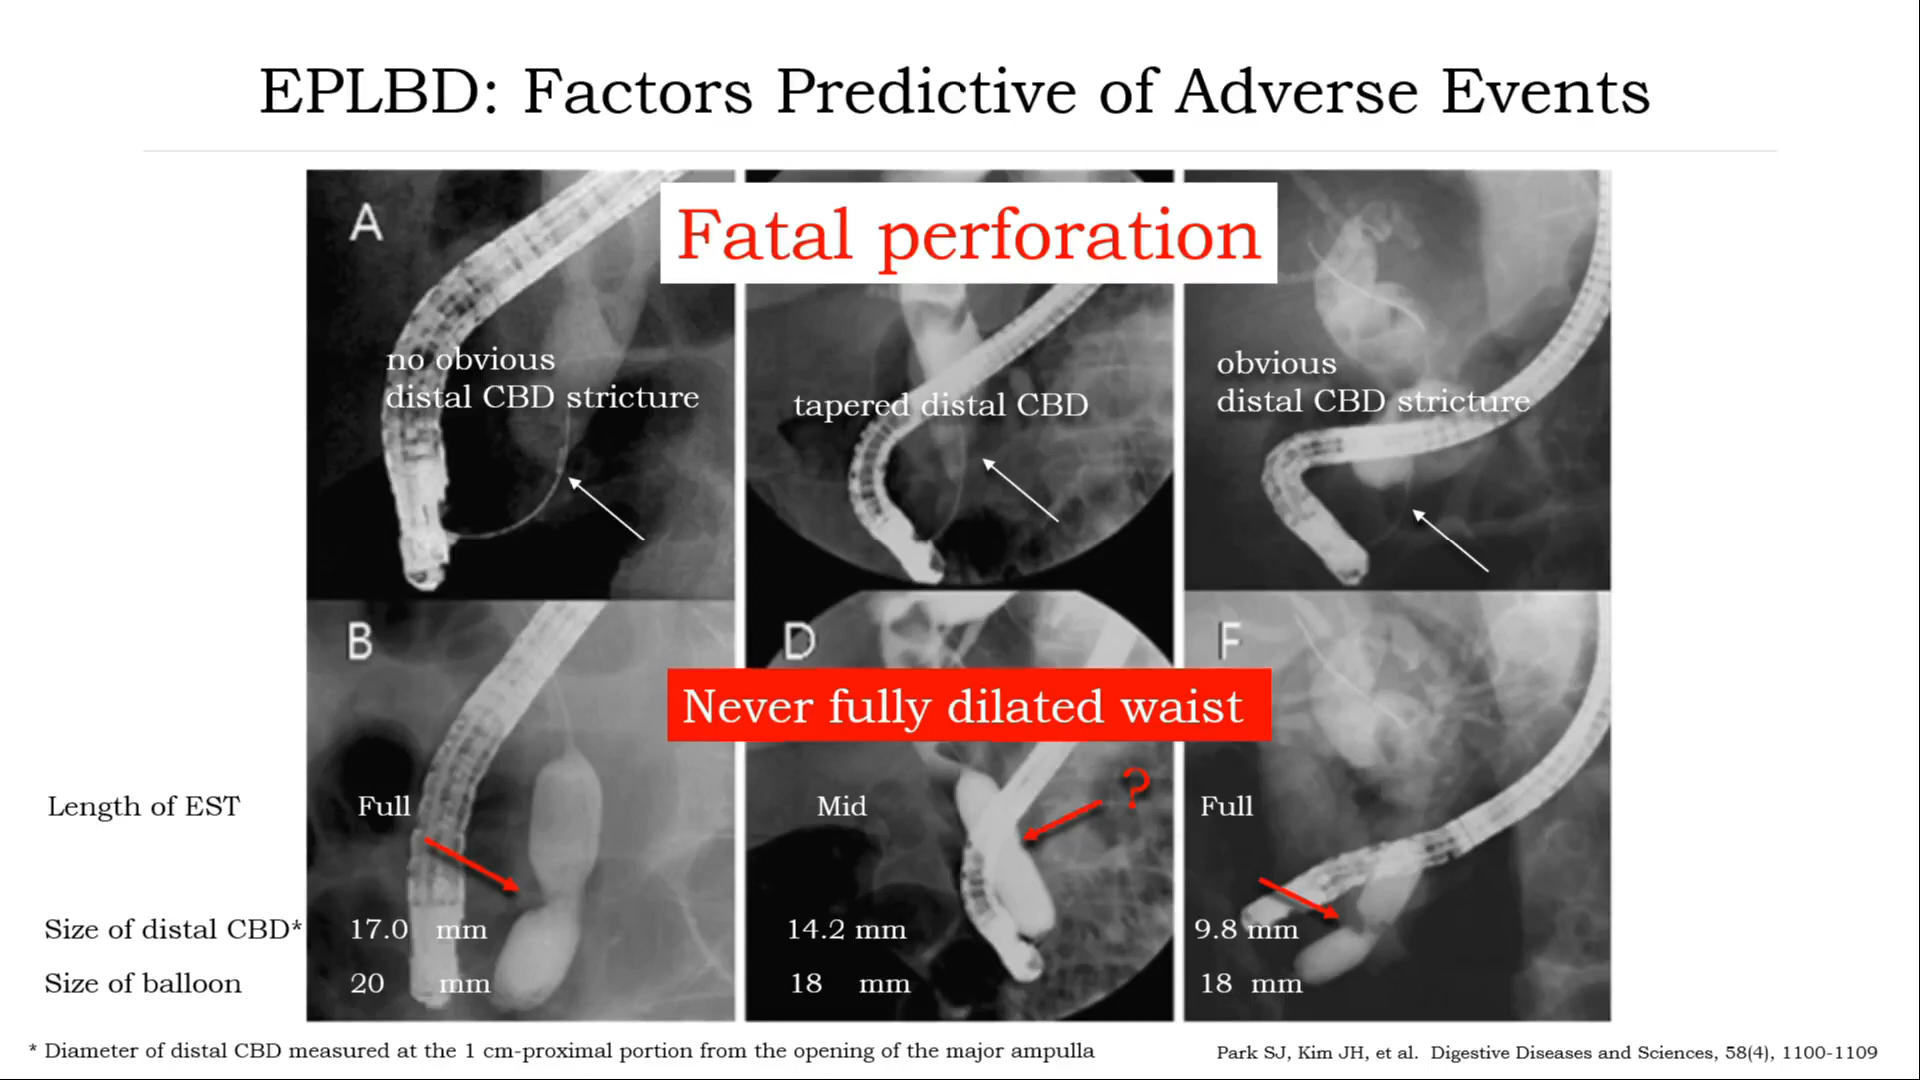 EPLBD: Factors Predictive of Adverse Events
A
Fatal perforation
no obvious
distal CBD stricture
tapered distal CBD
obvious
distal CBD stricture
B
D
F
Never fully dilated waist
?
Length of EST Full Mid Full
Size of distal CBD* 17.0 mm 14.2 mm 9.8 mm
Size of balloon 20 mm 18 mm 18 mm
* Diameter of distal CBD measured at the 1 cm-proximal portion from the opening of the major ampulla
Park SJ, Kim JH, et al. Digestive Diseases and Sciences, 58(4), 1100-1109